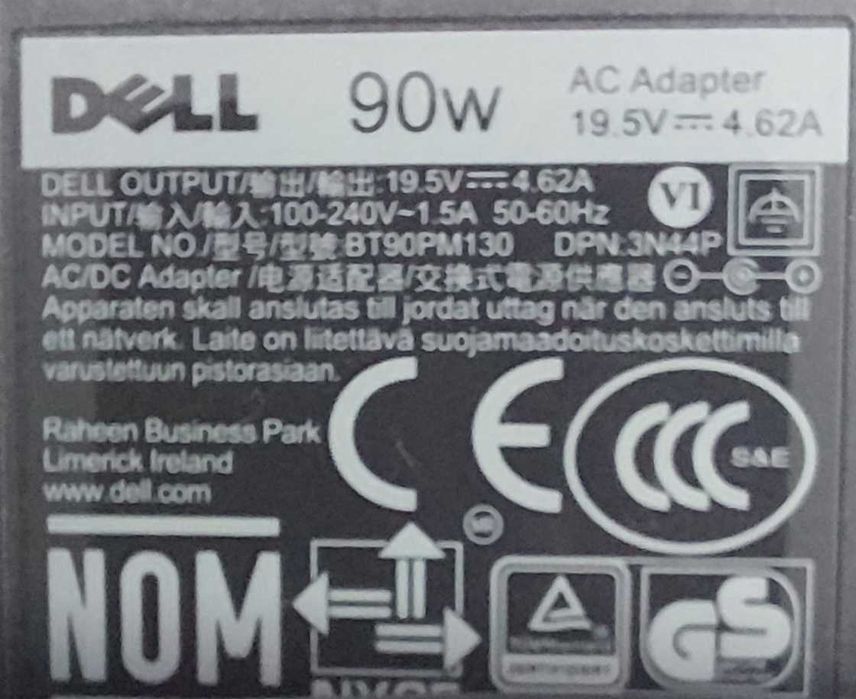 DELL 90W AC Adapter
19.5V⎓4.62A
DELL OUTPUT/输出/輸出:19.5V⎓4.62A
INPUT/输入/輸入:100-240V~1.5A 50-60Hz
VI
MODEL NO./型号/型號:BT90PM130 DPN:3N44P
AC/DC Adapter /电源适配器/交換式電源供應器
Apparaten skall anslutas till jordat uttag när den ansluts till
ett nätverk. Laite on liitettävä suojamaadoituskoskettimilla
varustettuun pistorasiaan.
Raheen Business Park
Limerick Ireland
www.dell.com
CE
CCC
S&E
NOM
NYCE
GS